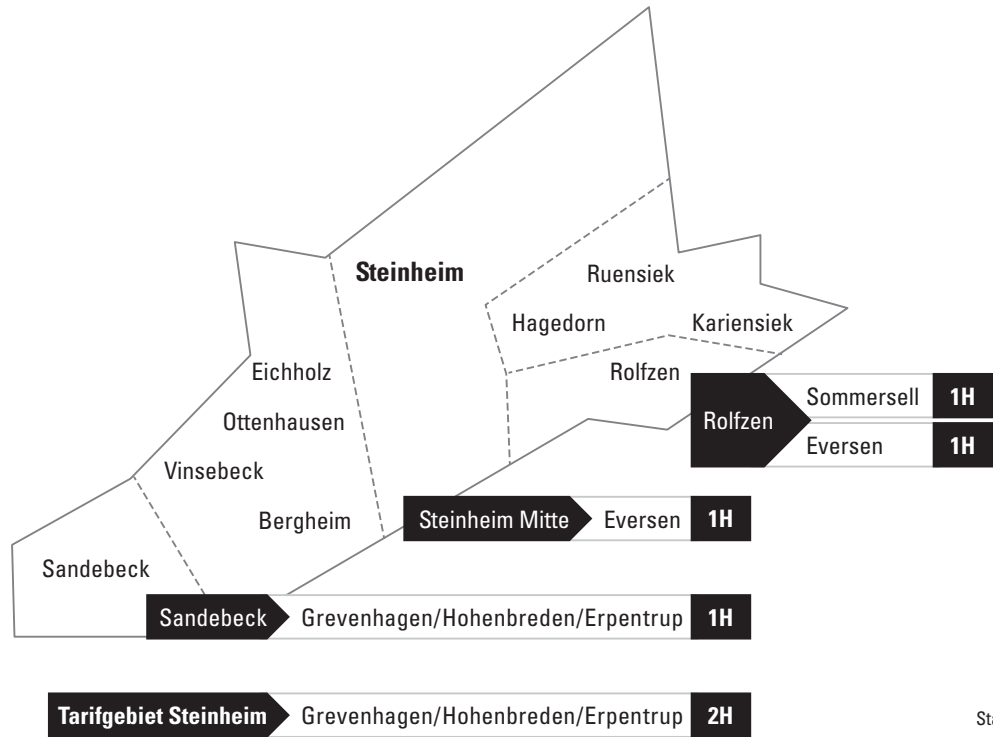 Steinheim
Ruensiek
Hagedorn
Kariensiek
Eichholz
Rolfzen
Ottenhausen
Rolfzen
Sommersell 1H
Eversen 1H
Vinsebeck
Bergheim
Steinheim Mitte Eversen 1H
Sandebeck
Sandebeck Grevenhagen/Hohenbreden/Erpentrup 1H
Tarifgebiet Steinheim Grevenhagen/Hohenbreden/Erpentrup 2H